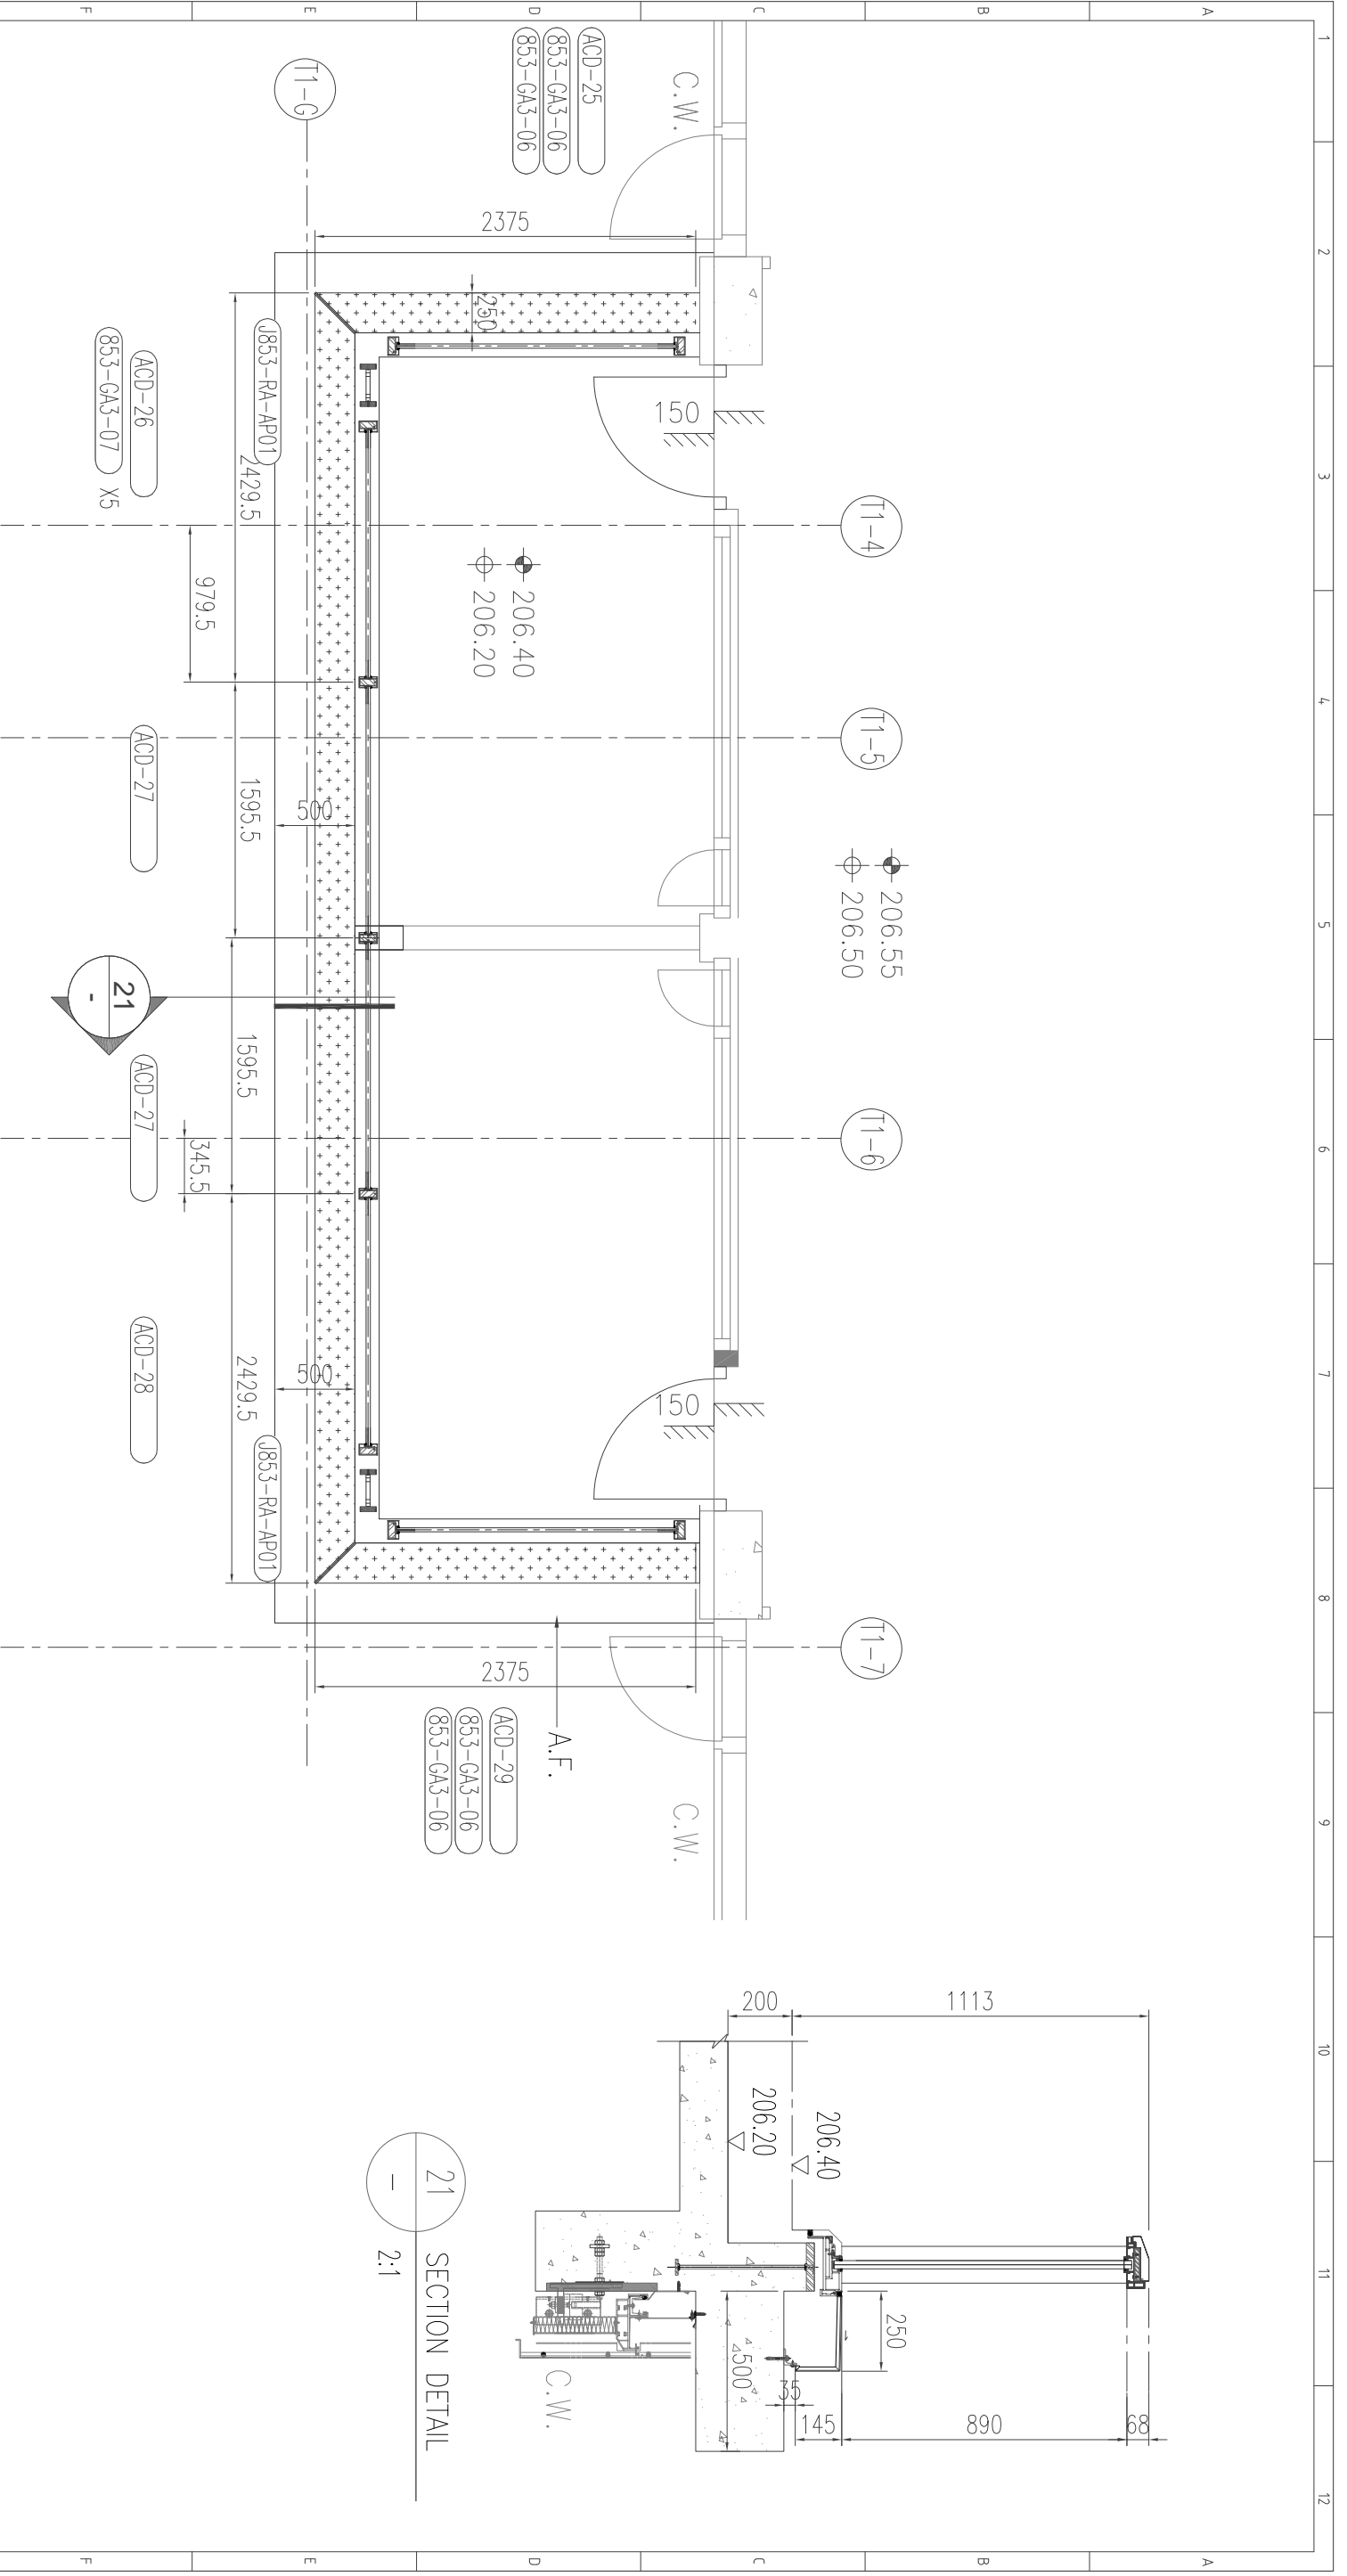 1
2
3
4
5
6
7
8
9
10
11
12
A
B
C
D
E
F
A
B
C
D
E
F
T1-4
T1-5
T1-6
T1-7
T1-G
206.55
206.50
C.W.
C.W.
ACD-25
853-GA3-06
853-GA3-06
2375
250
150
150
206.40
206.20
A.F.
2375
ACD-29
853-GA3-06
853-GA3-06
500
500
J853-RA-AP01
J853-RA-AP01
2429.5
1595.5
1595.5
2429.5
979.5
345.5
ACD-26
853-GA3-07 X5
ACD-27
ACD-27
ACD-28
21
-
1113
200
206.40
206.20
250
500
35
145
890
68
C.W.
21
-
SECTION DETAIL
2:1